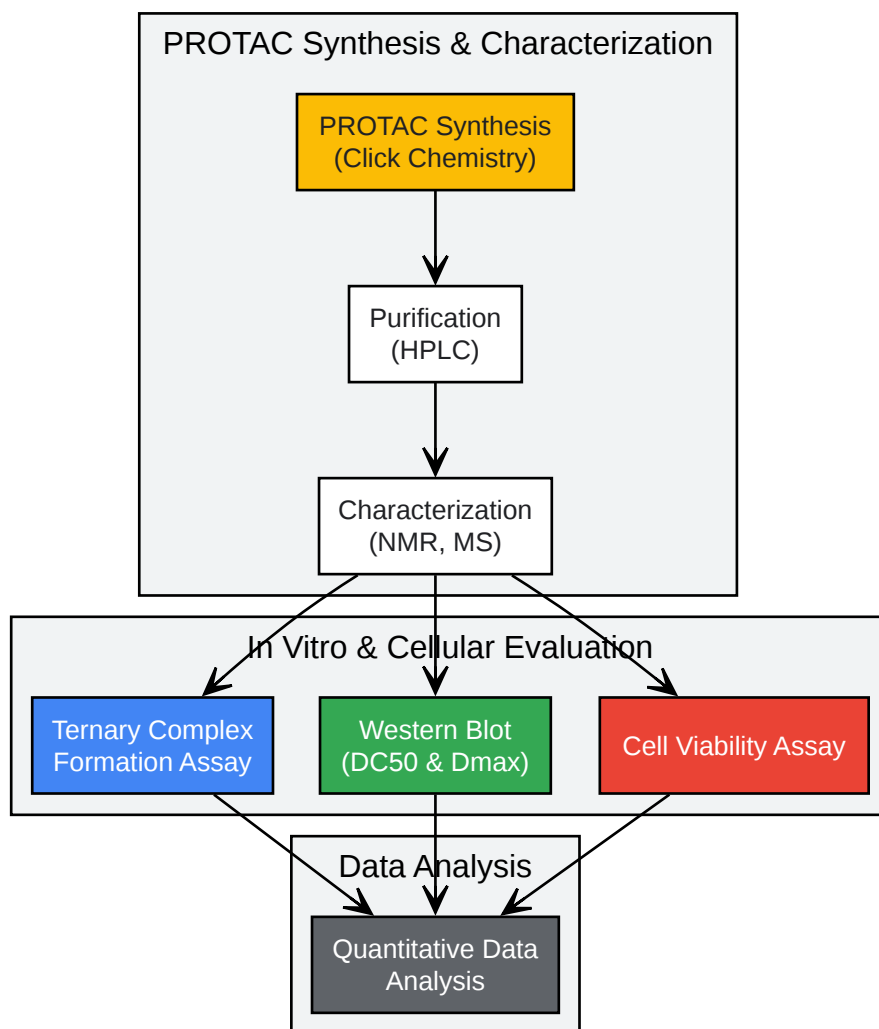 PROTAC Synthesis & Characterization
PROTAC Synthesis
(Click Chemistry)
Purification
(HPLC)
Characterization
(NMR, MS)
In Vitro & Cellular Evaluation
Ternary Complex
Formation Assay
Western Blot
(DC50 & Dmax)
Cell Viability Assay
Data Analysis
Quantitative Data
Analysis